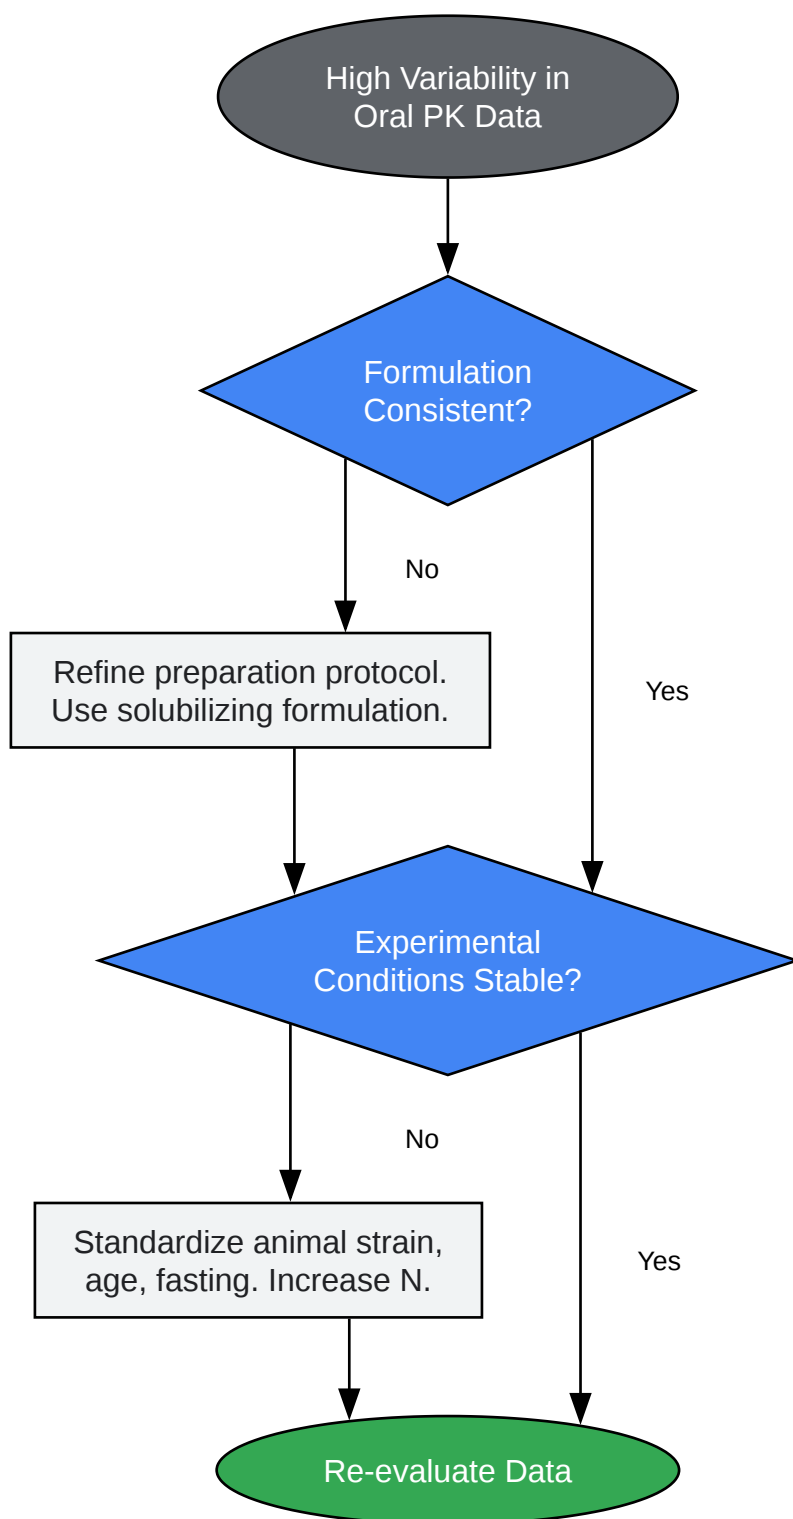 High Variability in
Oral PK Data
Formulation
Consistent?
No
Refine preparation protocol.
Use solubilizing formulation.
Yes
Experimental
Conditions Stable?
No
Standardize animal strain,
age, fasting. Increase N.
Yes
Re-evaluate Data